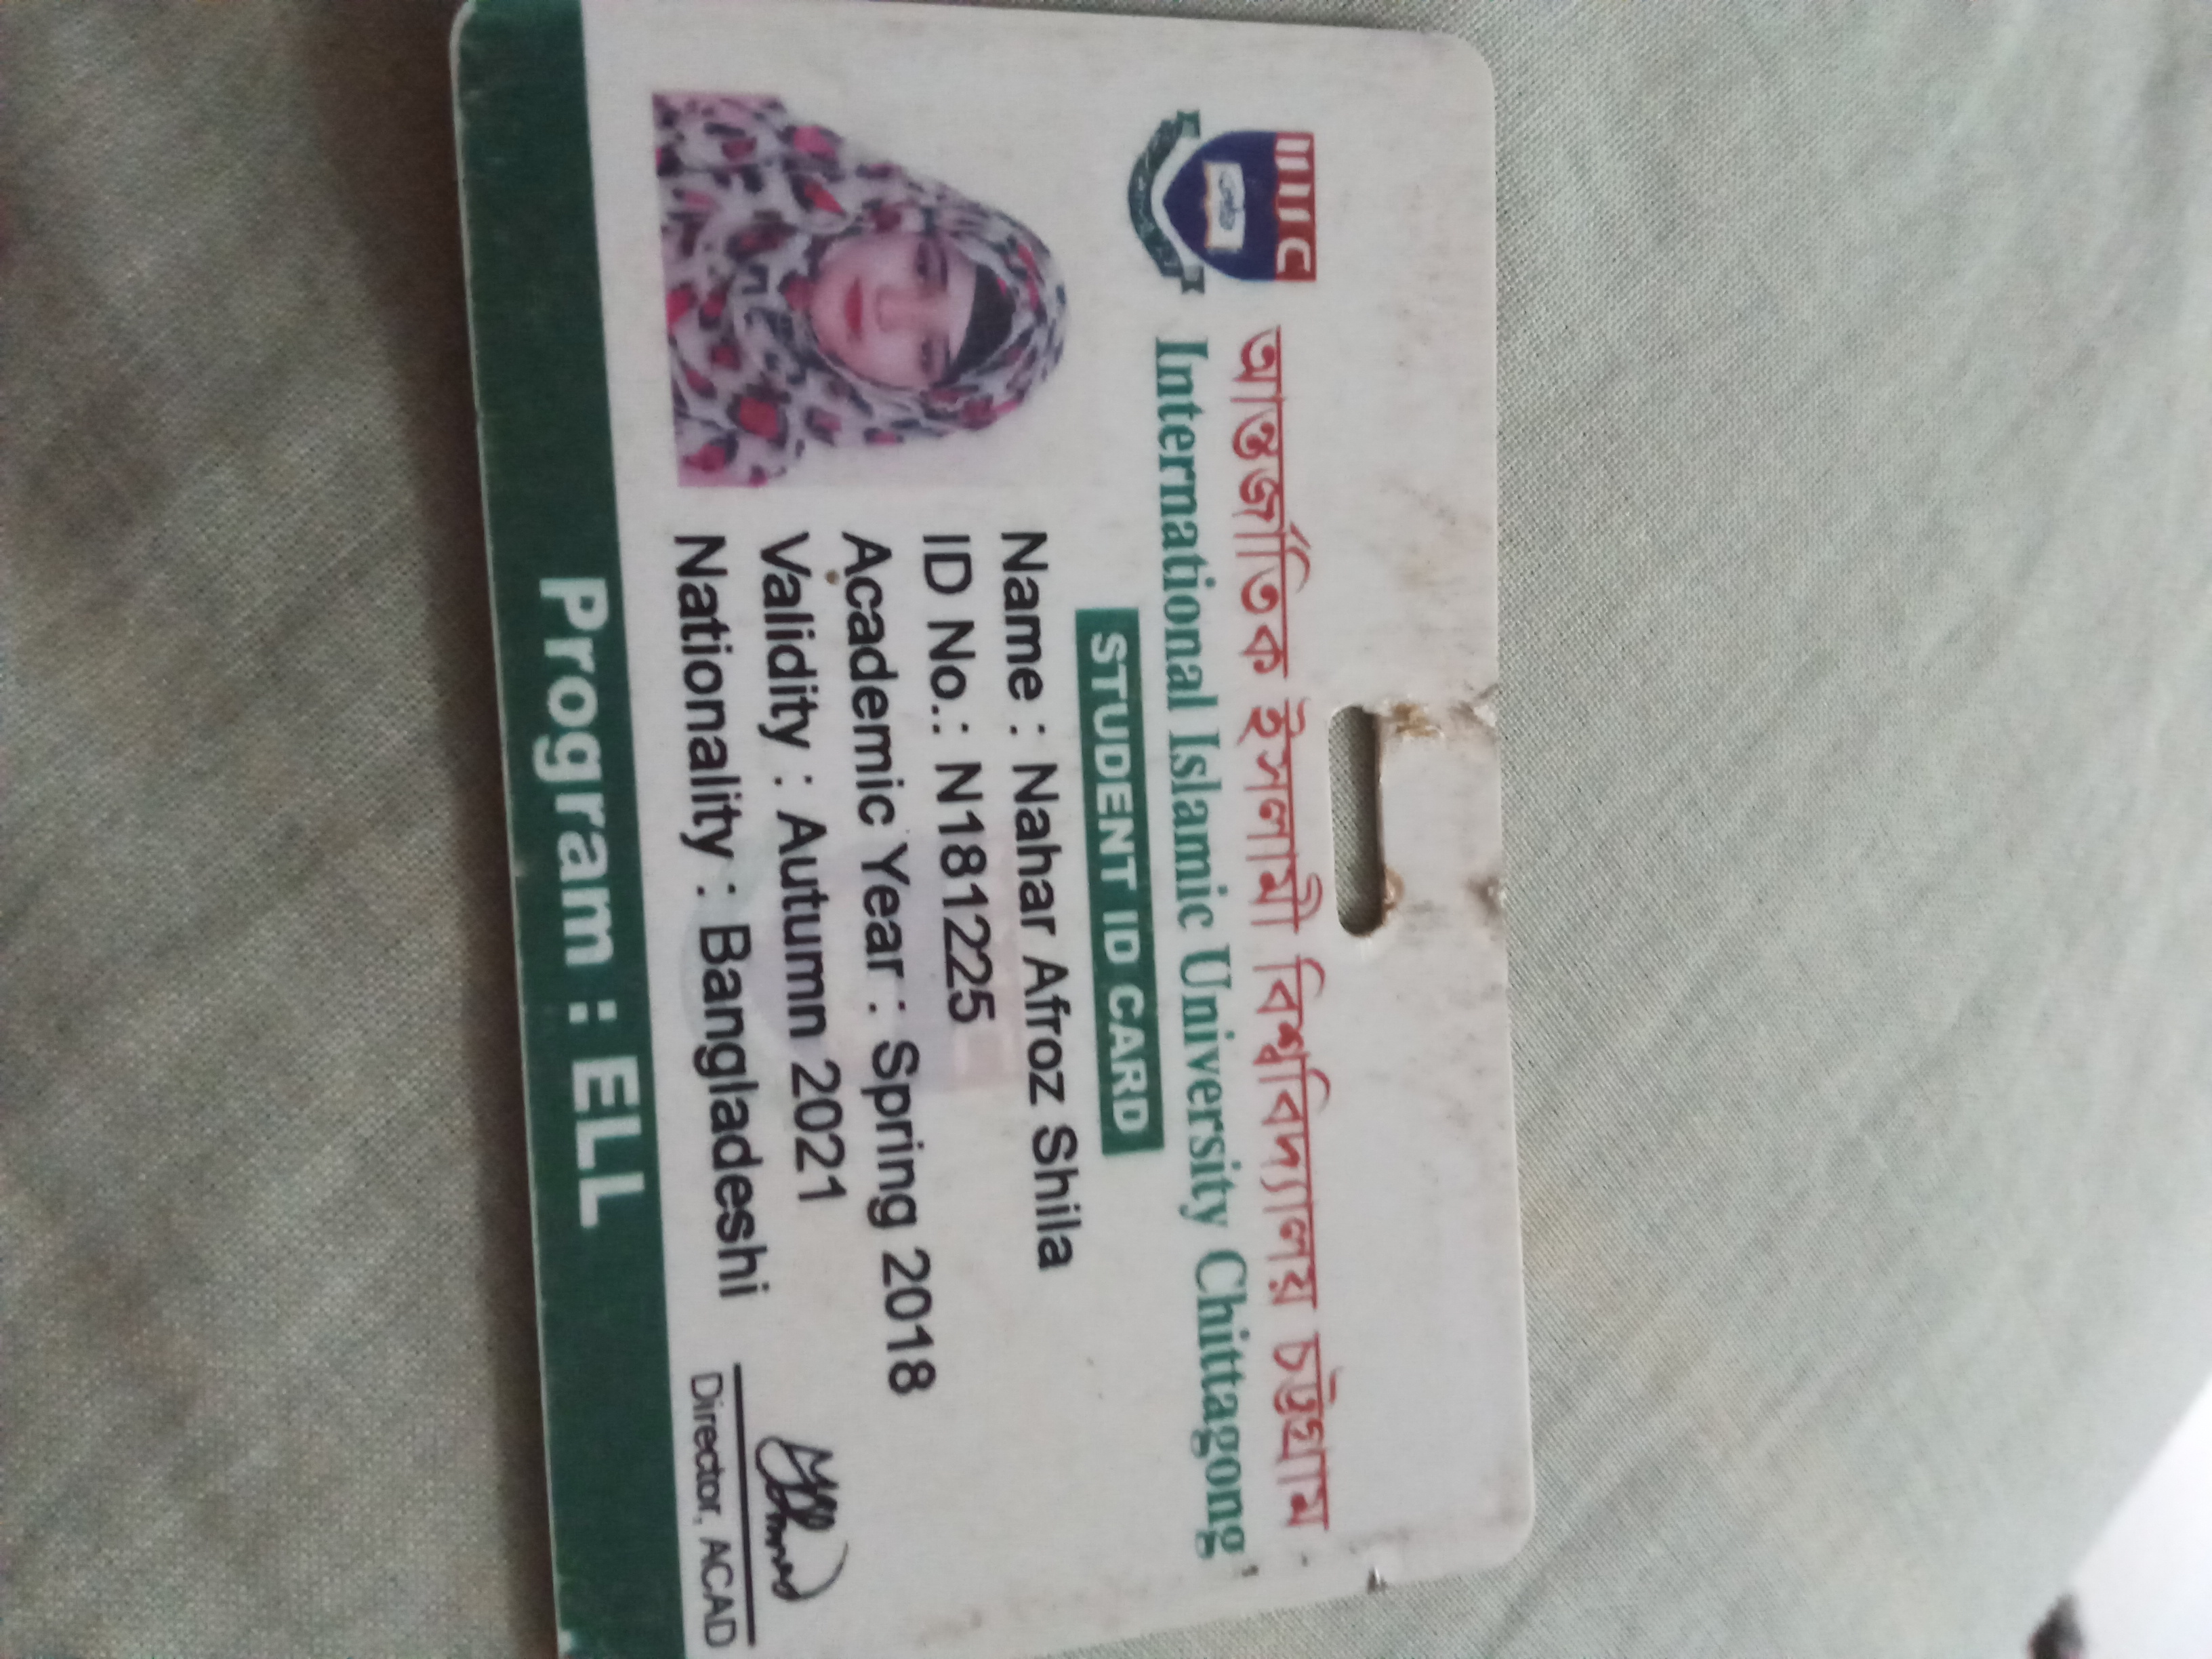 IIUC
আন্তর্জাতিক ইসলামী বিশ্ববিদ্যালয় চট্টগ্রাম
International Islamic University Chittagong
STUDENT ID CARD
Name : Nahar Afroz Shila
ID No.: N181225
Academic Year : Spring 2018
Validity : Autumn 2021
Nationality : Bangladeshi
Director, ACAD
Program : ELL